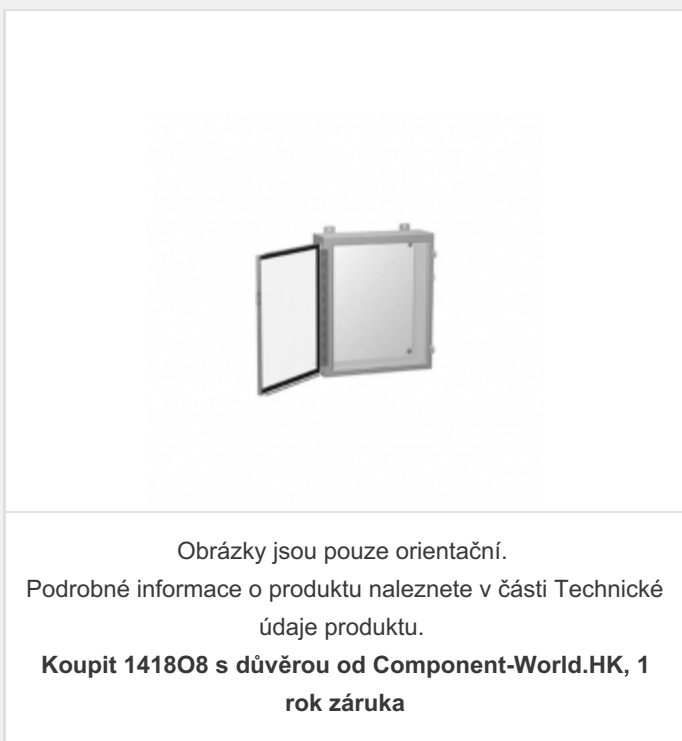 Obrázky jsou pouze orientační.
Podrobné informace o produktu naleznete v části Technické
údaje produktu.
Koupit 1418O8 s důvěrou od Component-World.HK, 1
rok záruka